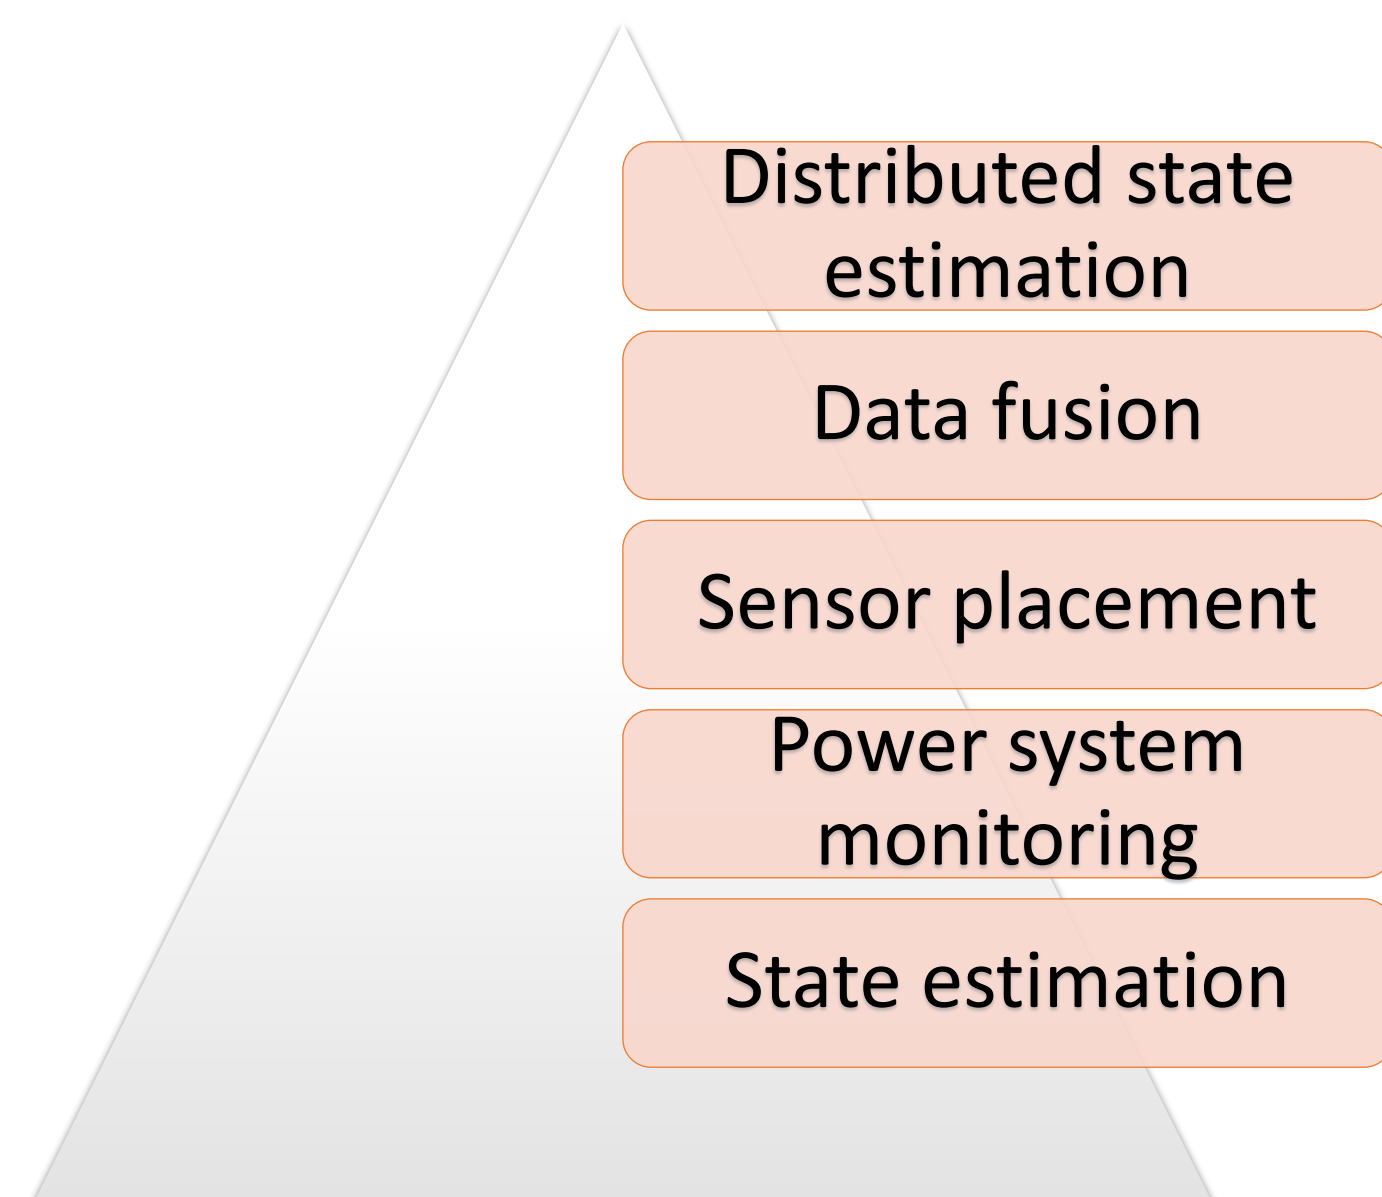 Distributed state
estimation
Data fusion
Sensor placement
Power system
monitoring
State estimation